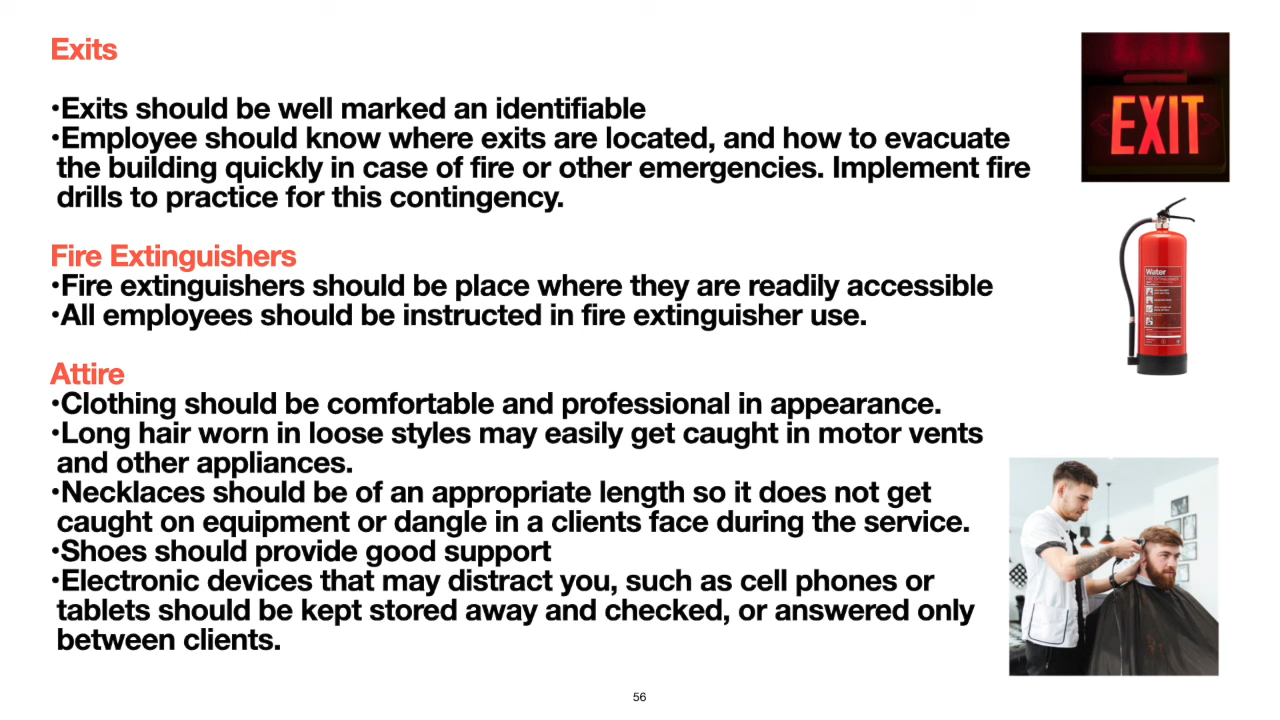 Exits
•Exits should be well marked an identifiable
•Employee should know where exits are located, and how to evacuate
the building quickly in case of fire or other emergencies. Implement fire
drills to practice for this contingency.
Fire Extinguishers
•Fire extinguishers should be place where they are readily accessible
•All employees should be instructed in fire extinguisher use.
Attire
•Clothing should be comfortable and professional in appearance.
•Long hair worn in loose styles may easily get caught in motor vents
and other appliances.
•Necklaces should be of an appropriate length so it does not get
caught on equipment or dangle in a clients face during the service.
•Shoes should provide good support
•Electronic devices that may distract you, such as cell phones or
tablets should be kept stored away and checked, or answered only
between clients.
EXIT
Water
56